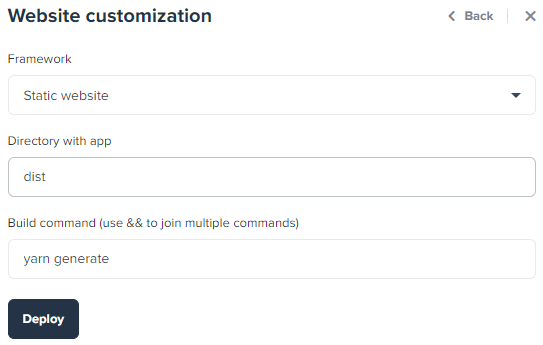 Website customization
Back
Framework
Static website
Directory with app
dist
Build command (use && to join multiple commands)
yarn generate
Deploy